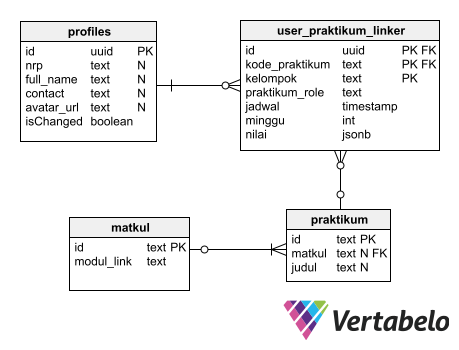 profiles
id uuid PK
nrp text N
full_name text N
contact text N
avatar_url text N
isChanged boolean
user_praktikum_linker
id uuid PK FK
kode_praktikum text PK FK
kelompok text PK
praktikum_role text
jadwal timestamp
minggu int
nilai jsonb
matkul
id text PK
modul_link text
praktikum
id text PK
matkul text N FK
judul text N
Vertabelo